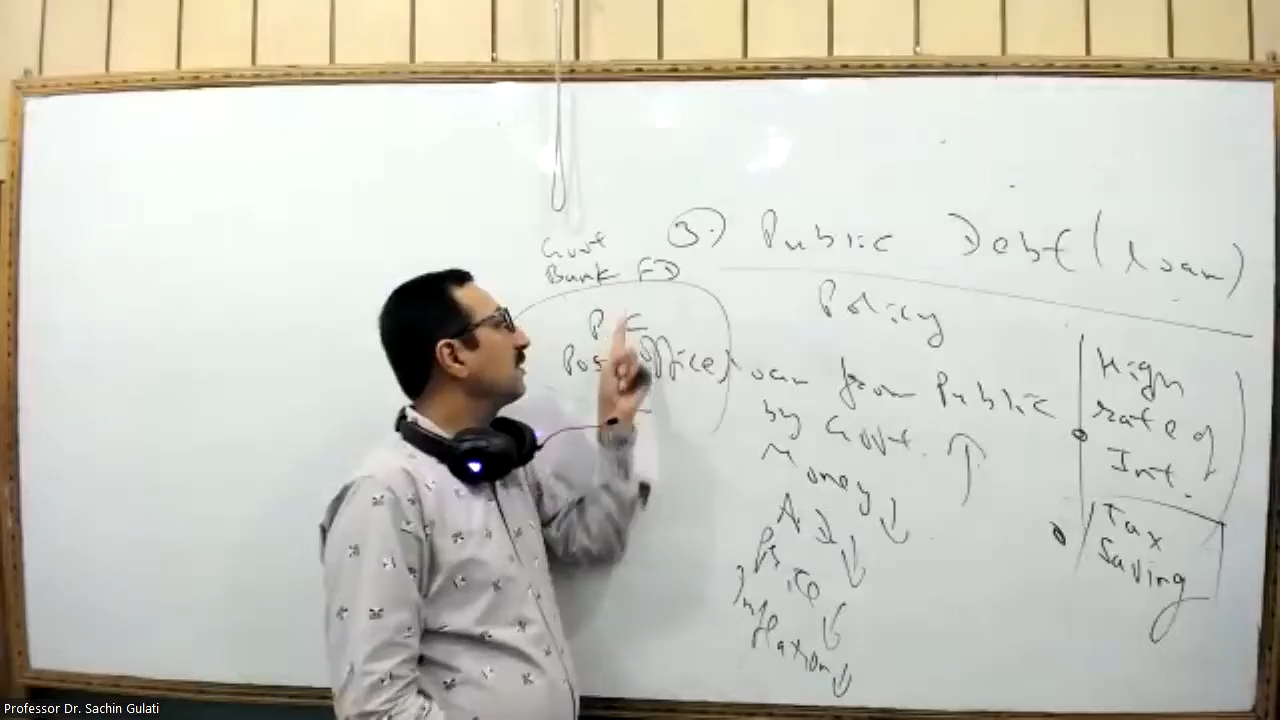 3.) Public Debt (loan)
Policy
Govt
Bank FD
Post Office
Loan from Public
by Govt. ↑
Money ↓
AD ↓
Price ↓
Inflation ↓
High
rate of
Int.
Tax
Saving
Professor Dr. Sachin Gulati